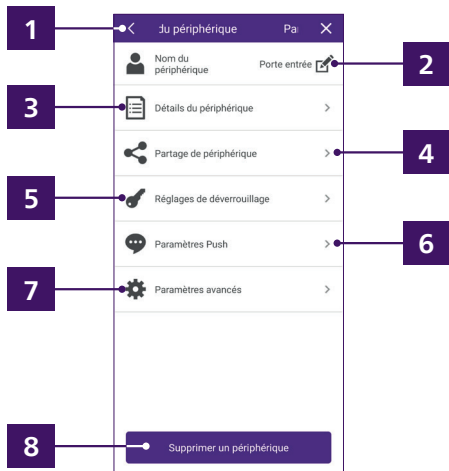 1
du périphérique Pa
2
Nom du
périphérique
Porte entrée
3
Détails du périphérique
4
Partage de périphérique
5
Réglages de déverrouillage
6
Paramètres Push
7
Paramètres avancés
8
Supprimer un périphérique